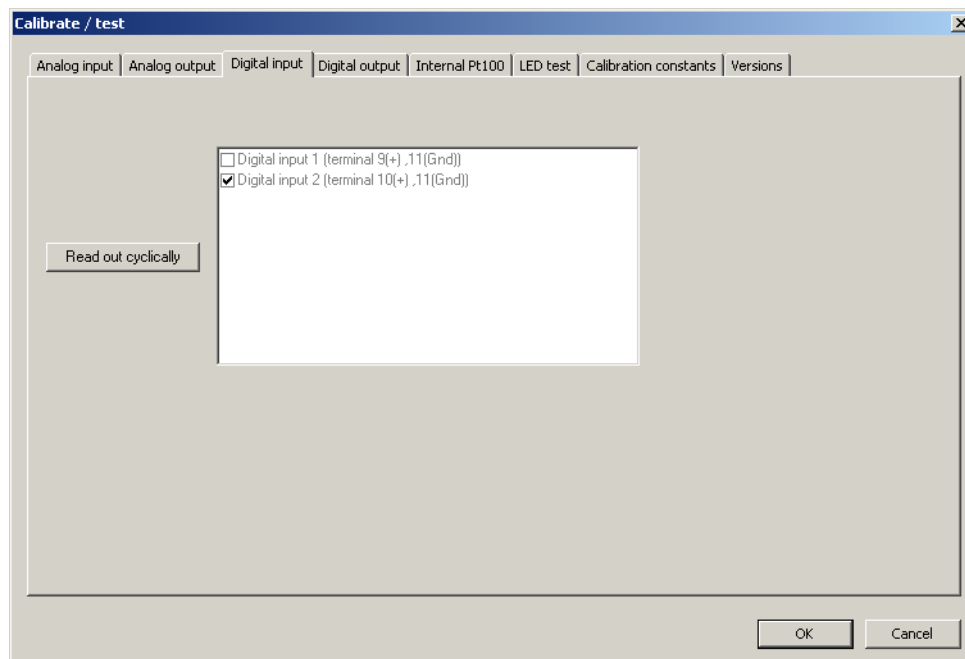 Calibrate / test
Analog input Analog output Digital input Digital output Internal Pt100 LED test Calibration constants Versions
Digital input 1 (terminal 9(+) ,11(Gnd))
Digital input 2 (terminal 10(+) ,11(Gnd))
Read out cyclically
OK Cancel